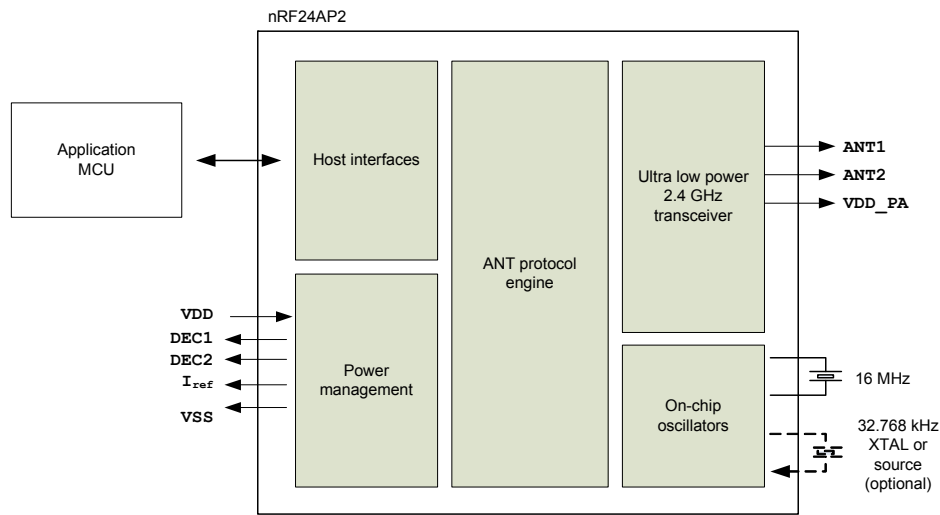 nRF24AP2
Application
MCU
Host interfaces
ANT protocol
engine
Ultra low power
2.4 GHz
transceiver
ANT1
ANT2
VDD_PA
VDD
DEC1
DEC2
Iref
VSS
Power
management
On-chip
oscillators
16 MHz
32.768 kHz
XTAL or
source
(optional)